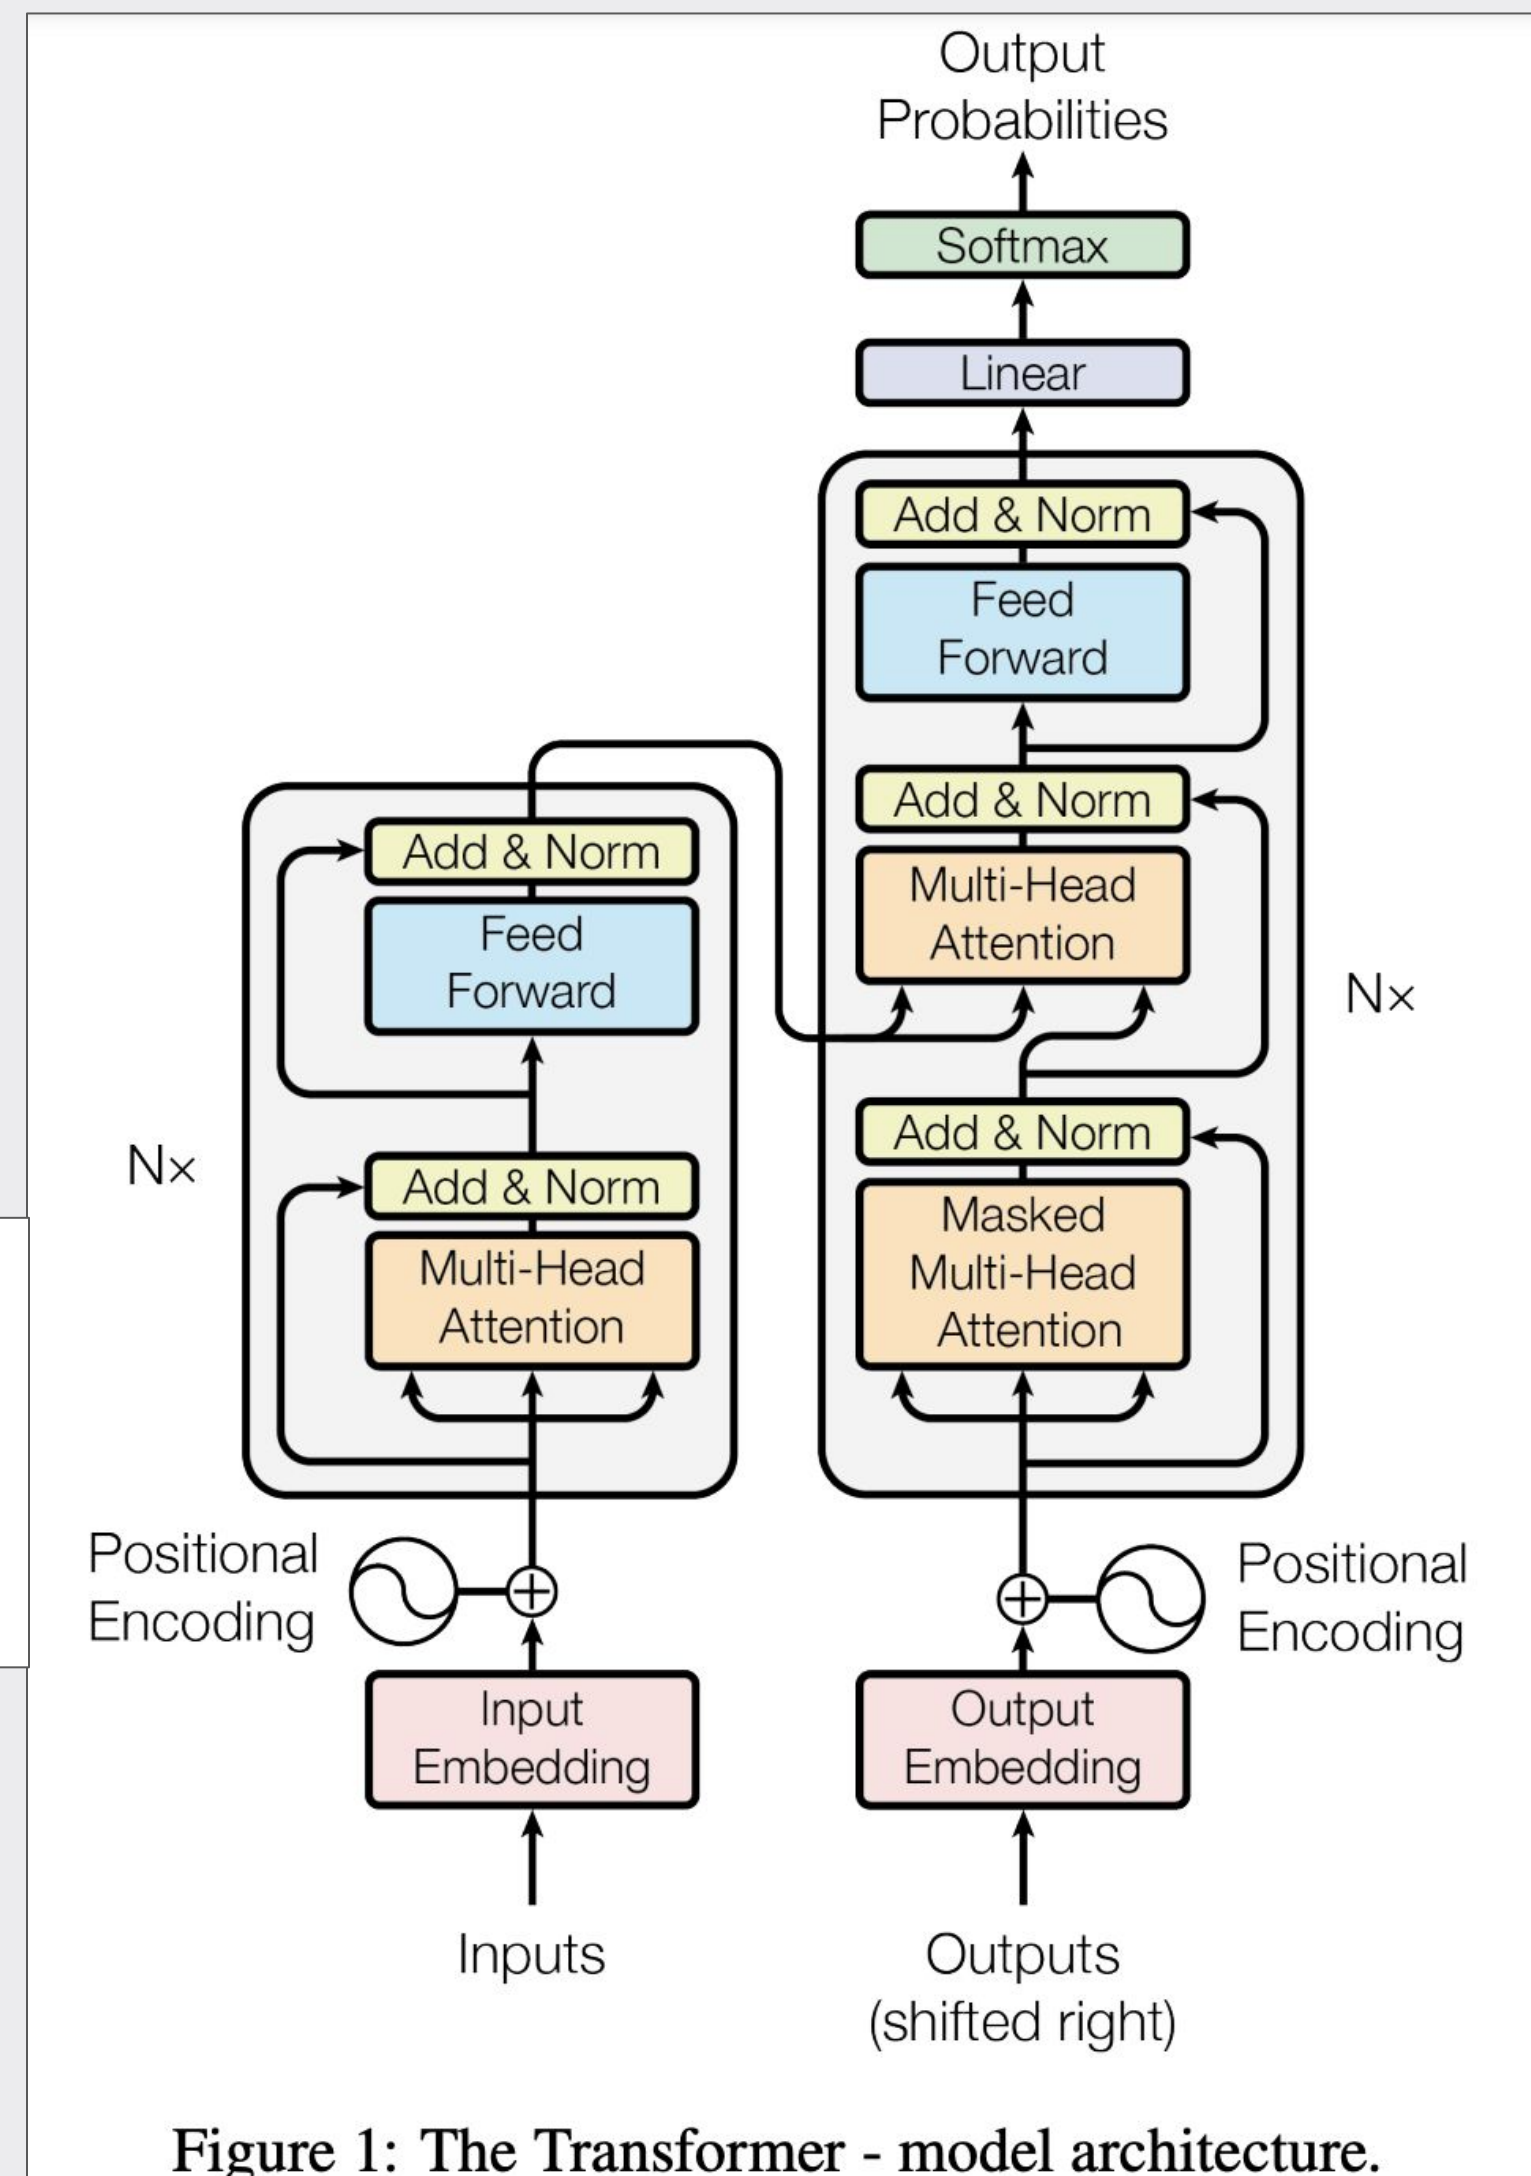 Output
Probabilities
Softmax
Linear
Add & Norm
Feed
Forward
Add & Norm
Multi-Head
Attention
Add & Norm
Masked
Multi-Head
Attention
Nx
Add & Norm
Feed
Forward
Add & Norm
Multi-Head
Attention
Nx
Positional
Encoding
Positional
Encoding
Input
Embedding
Output
Embedding
Inputs
Outputs
(shifted right)
Figure 1: The Transformer - model architecture.